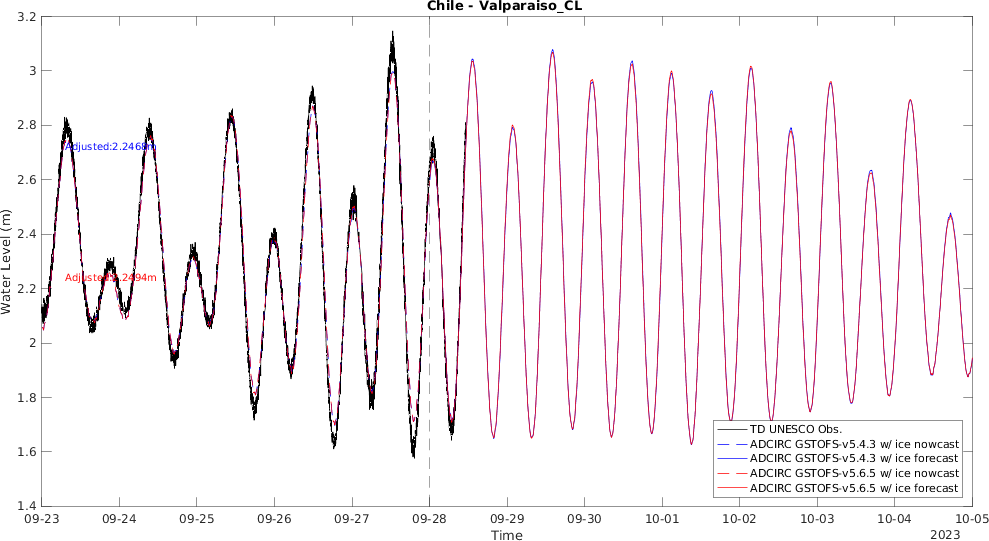 Chile - Valparaiso_CL
3.2
3
2.8
2.6
2.4
2.2
2
1.8
1.6
1.4
Water Level (m)
Adjusted:2.2468m
Adjusted:2.2494m
TD UNESCO Obs.
ADCIRC GSTOFS-v5.4.3 w/ ice nowcast
ADCIRC GSTOFS-v5.4.3 w/ ice forecast
ADCIRC GSTOFS-v5.6.5 w/ ice nowcast
ADCIRC GSTOFS-v5.6.5 w/ ice forecast
09-23 09-24 09-25 09-26 09-27 09-28 09-29 09-30 10-01 10-02 10-03 10-04 10-05
Time
2023